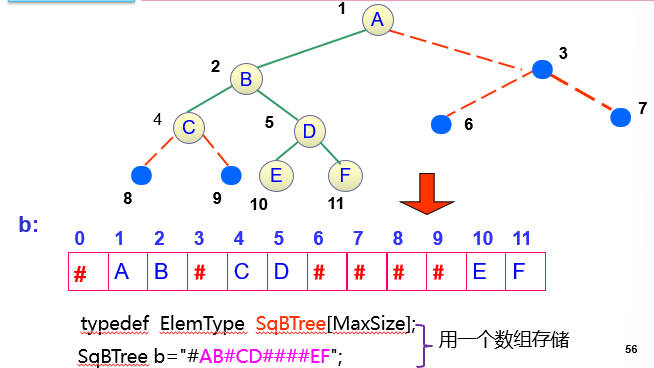 1
A
3
2
B
7
4
C
5
D
6
E
F
8
9
10
11
b:
0 1 2 3 4 5 6 7 8 9 10 11
# A B # C D # # # # E F
typedef ElemType SqBTree[MaxSize];
SqBTree b="#AB#CD####EF";
用一个数组存储
56